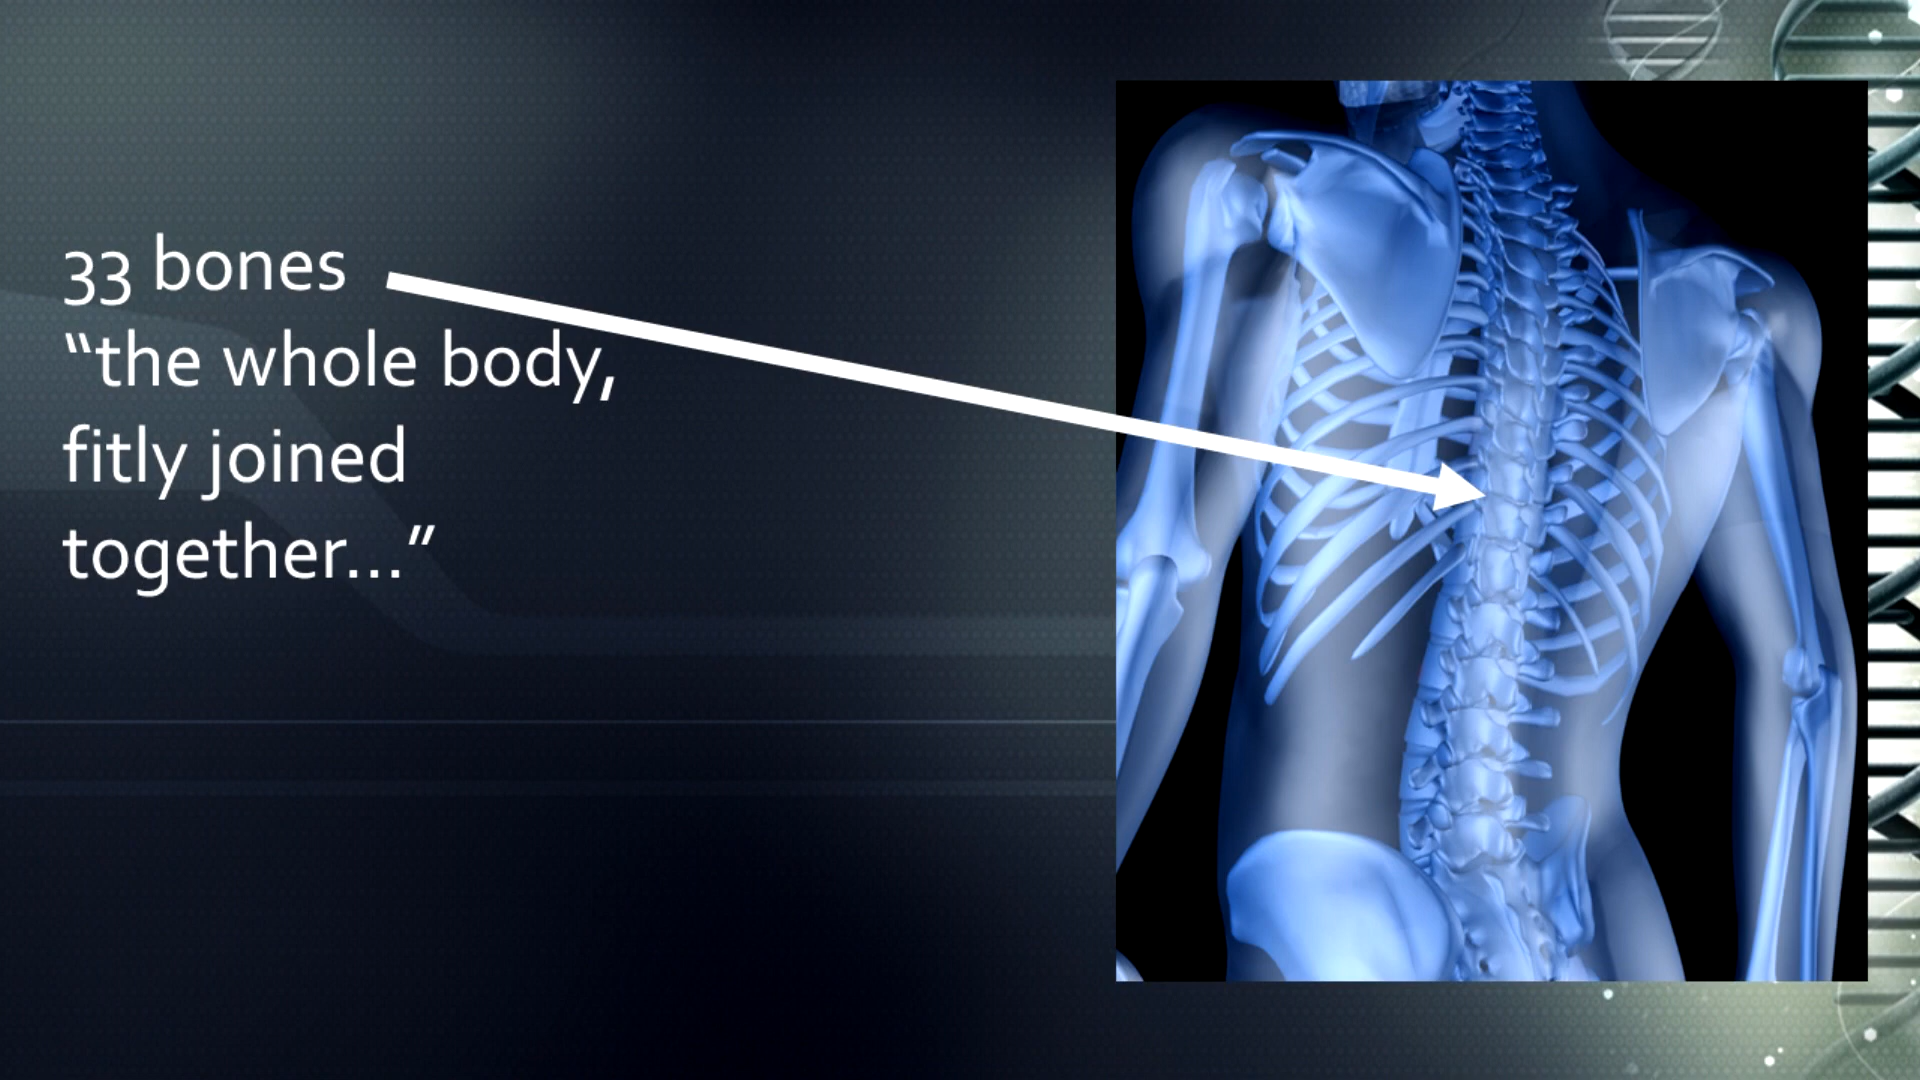 33 bones
“the whole body,
fitly joined
together...”